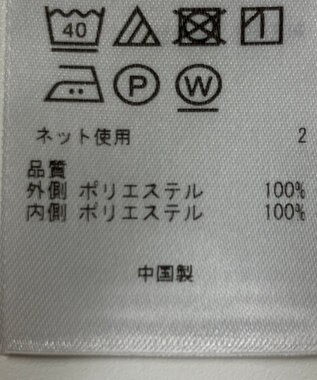 40
P W
ネット使用 2
品質
外側 ポリエステル 100%
内側 ポリエステル 100%
中国製